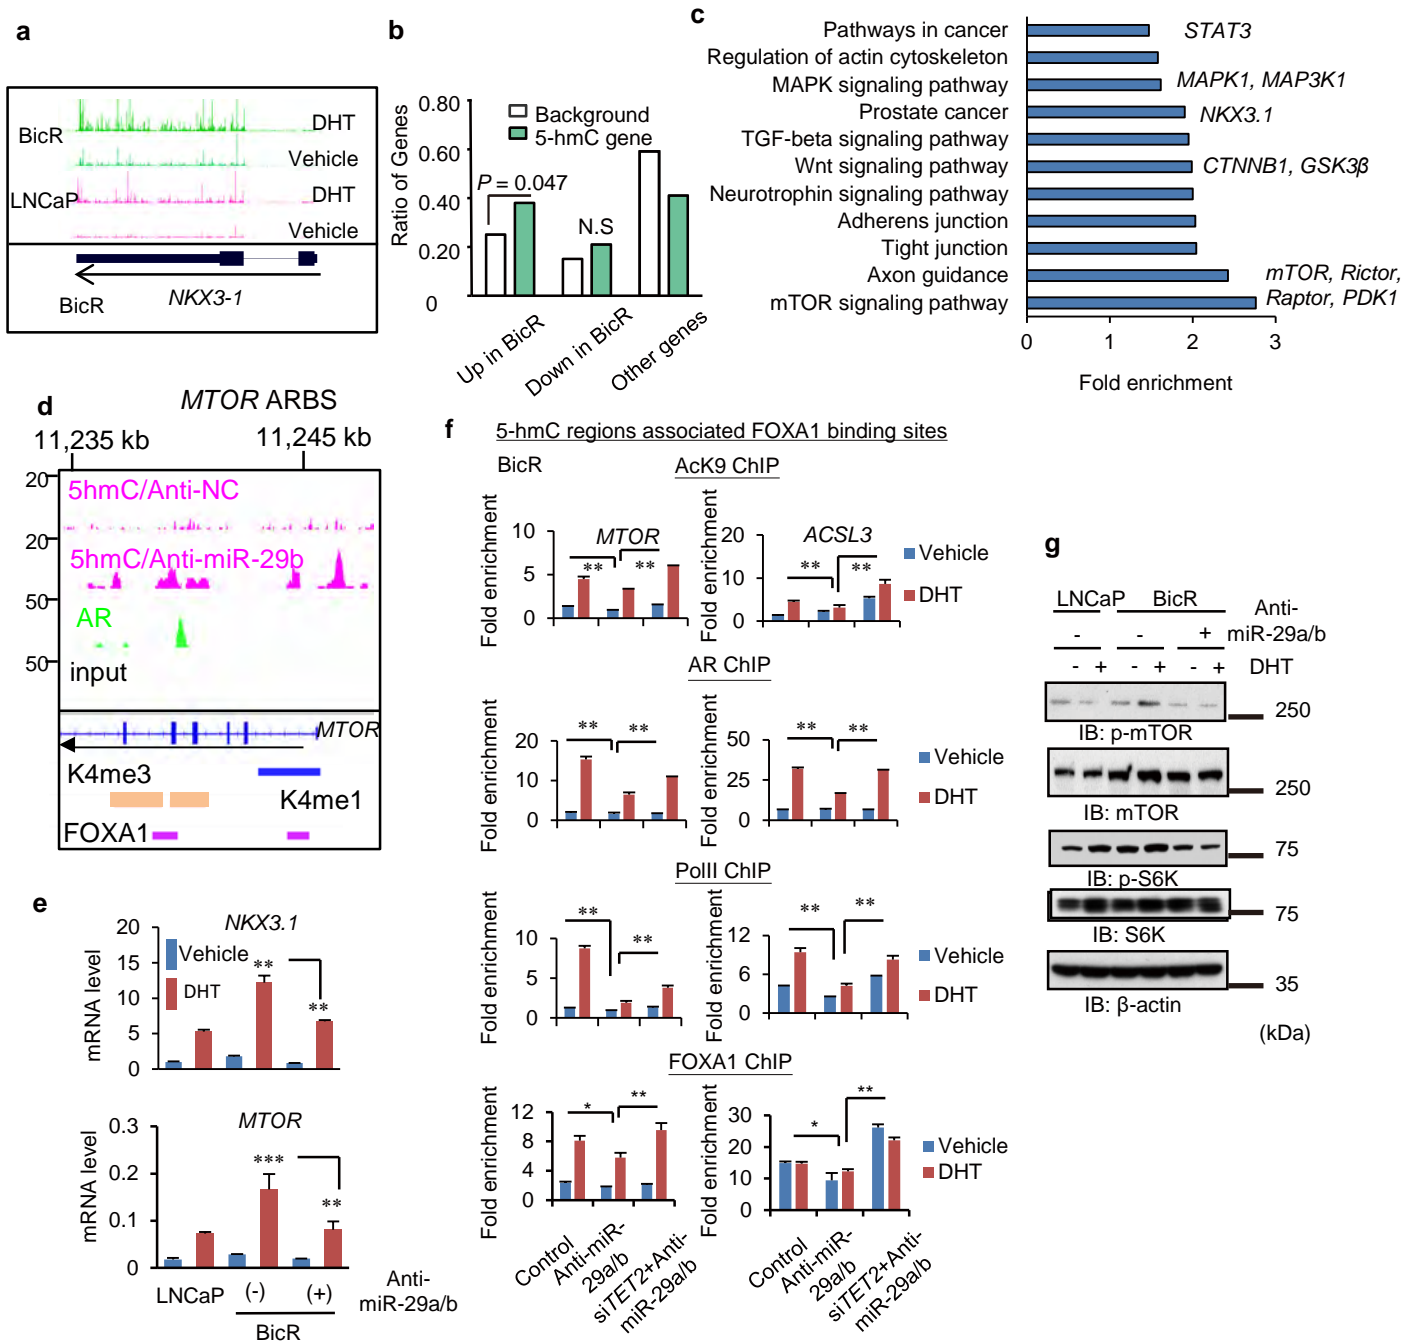 a
BicR
DHT
Vehicle
LNCaP
DHT
Vehicle
BicR
NKX3-1
b
Ratio of Genes
0.80
0.60
0.40
0.20
0
Background
5-hmC gene
P = 0.047
N.S
Up in BicR
Down in BicR
Other genes
c
Pathways in cancer
STAT3
Regulation of actin cytoskeleton
MAPK signaling pathway
MAPK1, MAP3K1
Prostate cancer
NKX3.1
TGF-beta signaling pathway
Wnt signaling pathway
CTNNB1, GSK3β
Neurotrophin signaling pathway
Adherens junction
Tight junction
Axon guidance
mTOR signaling pathway
mTOR, Rictor,
Raptor, PDK1
0 1 2 3
Fold enrichment
d
MTOR ARBS
11,235 kb 11,245 kb
20
5hmC/Anti-NC
20
5hmC/Anti-miR-29b
50
AR
50
input
MTOR
K4me3
K4me1
FOXA1
e
NKX3.1
mRNA level
20
15
10
5
0
Vehicle
DHT
**
**
MTOR
mRNA level
0.3
0.2
0.1
0
***
**
LNCaP (-) (+)
Anti-
miR-29a/b
BicR
f
5-hmC regions associated FOXA1 binding sites
BicR
AcK9 ChIP
Fold enrichment
10
5
0
MTOR
** **
Fold enrichment
20
10
0
ACSL3
** **
Vehicle
DHT
AR ChIP
Fold enrichment
20
10
0
** **
Fold enrichment
50
25
0
** **
Vehicle
DHT
PolII ChIP
Fold enrichment
10
5
0
** **
Fold enrichment
12
6
0
** **
Vehicle
DHT
FOXA1 ChIP
Fold enrichment
12
8
4
0
* **
Fold enrichment
30
20
10
0
* **
Vehicle
DHT
Control
Anti-miR-
29a/b
siTET2+Anti-
miR-29a/b
Control
Anti-miR-
29a/b
siTET2+Anti-
miR-29a/b
g
LNCaP BicR
Anti-
miR-29a/b
- - +
- + - + - + DHT
250
IB: p-mTOR
250
IB: mTOR
75
IB: p-S6K
75
IB: S6K
35
IB: β-actin
(kDa)